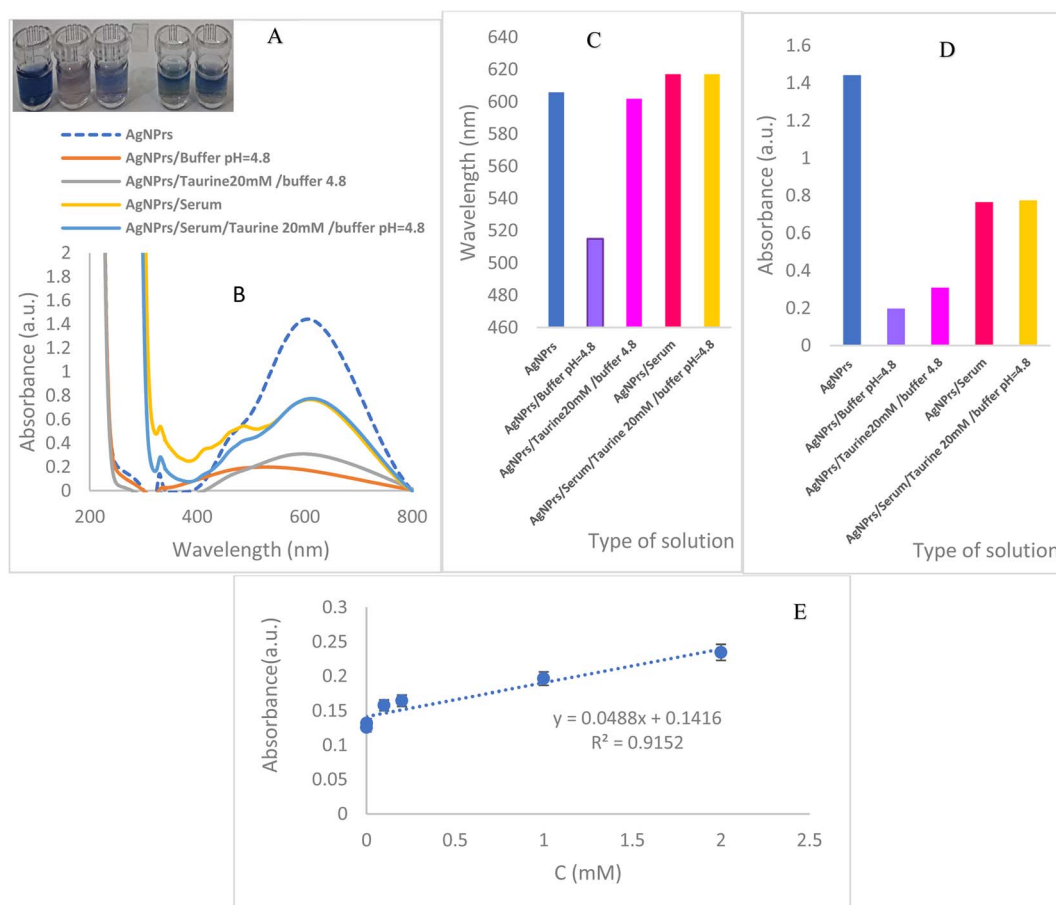 A
AgNPrs
AgNPrs/Buffer pH=4.8
AgNPrs/Taurine20mM /buffer 4.8
AgNPrs/Serum
AgNPrs/Serum/Taurine 20mM /buffer pH=4.8
B
Absorbance (a.u.)
2
1.8
1.6
1.4
1.2
1
0.8
0.6
0.4
0.2
0
200
400
600
800
Wavelength (nm)
C
Wavelength (nm)
640
620
600
580
560
540
520
500
480
460
AgNPrs
AgNPrs/Buffer pH=4.8
AgNPrs/Taurine20mM /buffer 4.8
AgNPrs/Serum
AgNPrs/Serum/Taurine 20mM /buffer pH=4.8
Type of solution
D
Absorbance (a.u.)
1.6
1.4
1.2
1
0.8
0.6
0.4
0.2
0
AgNPrs
AgNPrs/Buffer pH=4.8
AgNPrs/Taurine20mM /buffer 4.8
AgNPrs/Serum
AgNPrs/Serum/Taurine 20mM /buffer pH=4.8
Type of solution
E
Absorbance(a.u.)
0.3
0.25
0.2
0.15
0.1
0.05
0
y = 0.0488x + 0.1416
R² = 0.9152
0
0.5
1
1.5
2
2.5
C (mM)